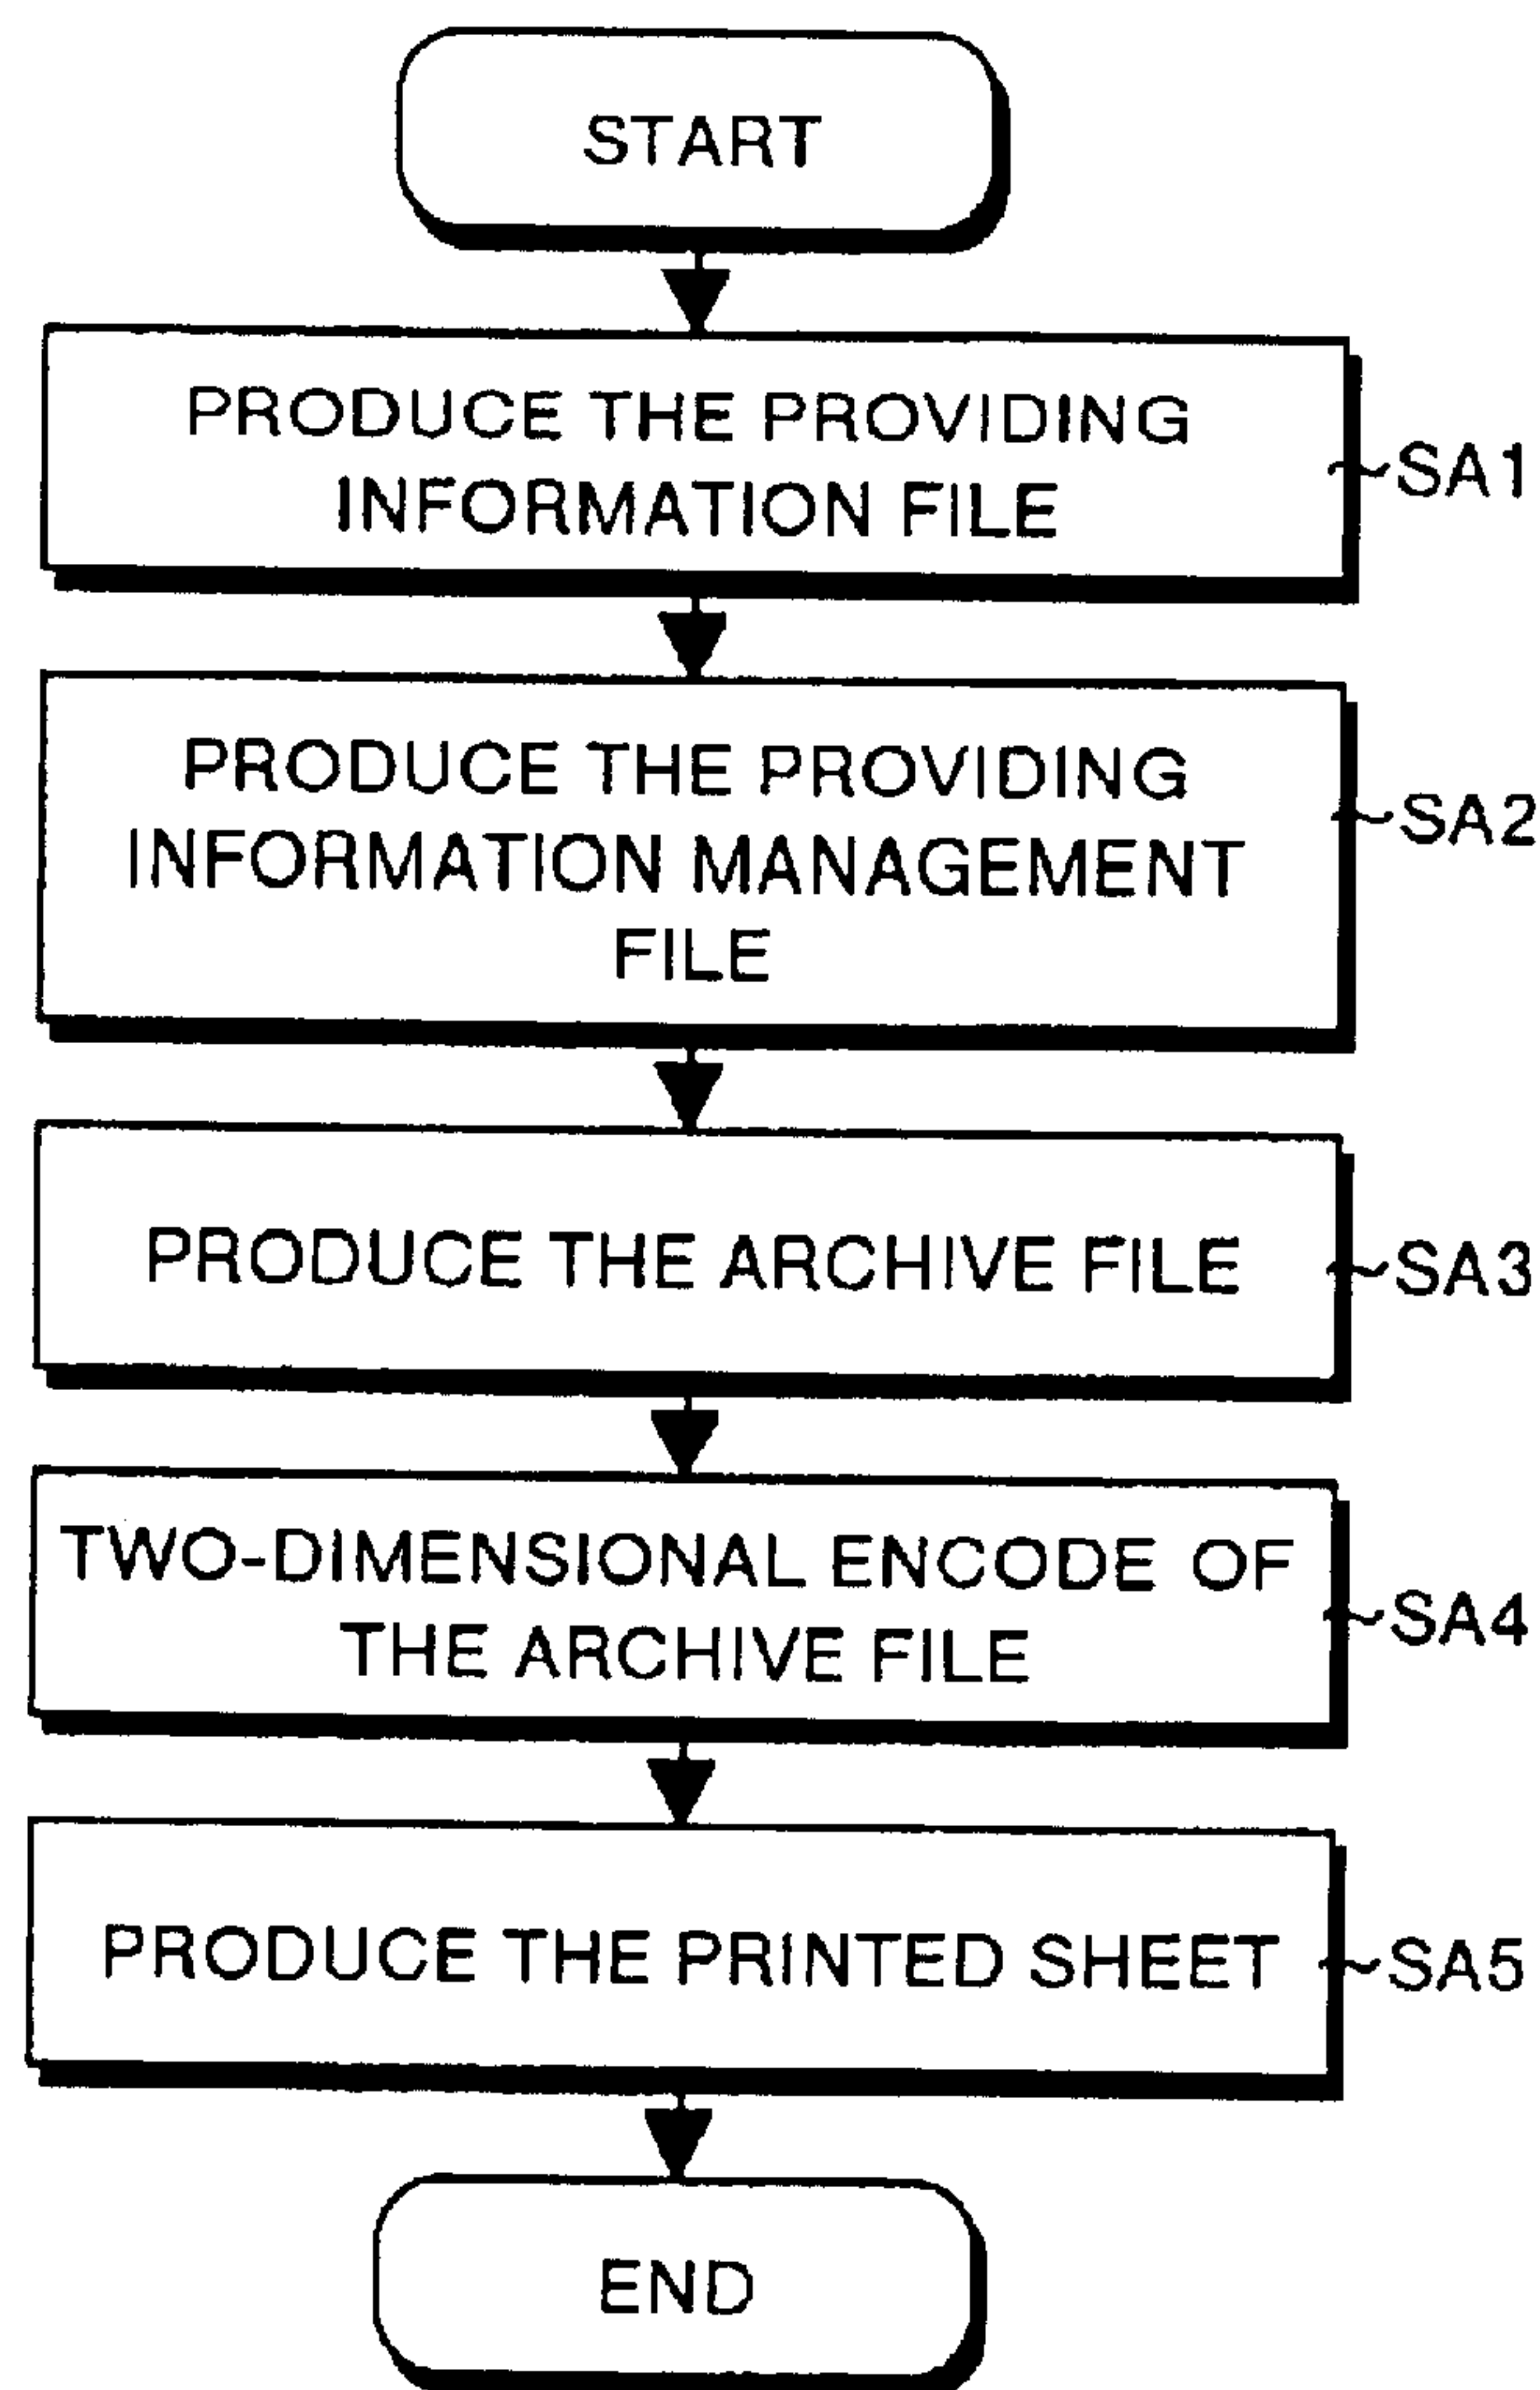 START
PRODUCE THE PROVIDING
INFORMATION FILE
SA1
PRODUCE THE PROVIDING
INFORMATION MANAGEMENT
FILE
SA2
PRODUCE THE ARCHIVE FILE
SA3
TWO-DIMENSIONAL ENCODE OF
THE ARCHIVE FILE
SA4
PRODUCE THE PRINTED SHEET
SA5
END